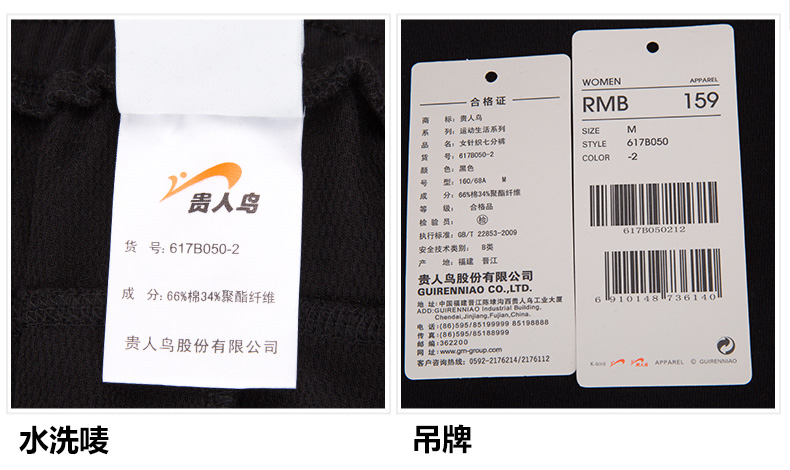 贵人鸟
货 号: 617B050-2
成 分: 66%棉34%聚酯纤维
贵人鸟股份有限公司
水洗唛
合格证
商 标: 贵人鸟
系 列: 运动生活系列
品 名: 女针织七分裤
货 号: 617B050-2
颜 色: 黑色
号 型: 160/68A M
成 分: 66%棉34%聚酯纤维
等 级: 合格品
检 验 员: 检
执行标准: GB/T 22853-2009
安全技术类别: B类
产 地: 福建 晋江
贵人鸟股份有限公司
GUIRENNIAO CO.,LTD.
地 址: 中国福建晋江陈埭沟西贵人鸟工业大厦
ADD:GUIRENNIAO Industrial Building,
Chendai,Jinjiang,Fujian,China.
电 话: (86)595/85199999 85198888
传 真: (86)595/85188999
邮 编: 362200
网 址: www.gm-group.com
客户咨询热线: 0592-2176214/2176112
WOMEN APPAREL
RMB 159
SIZE M
STYLE 617B050
COLOR -2
617B050212
6 910148 736140
贵人鸟 APPAREL © GUIRENNIAO
吊牌